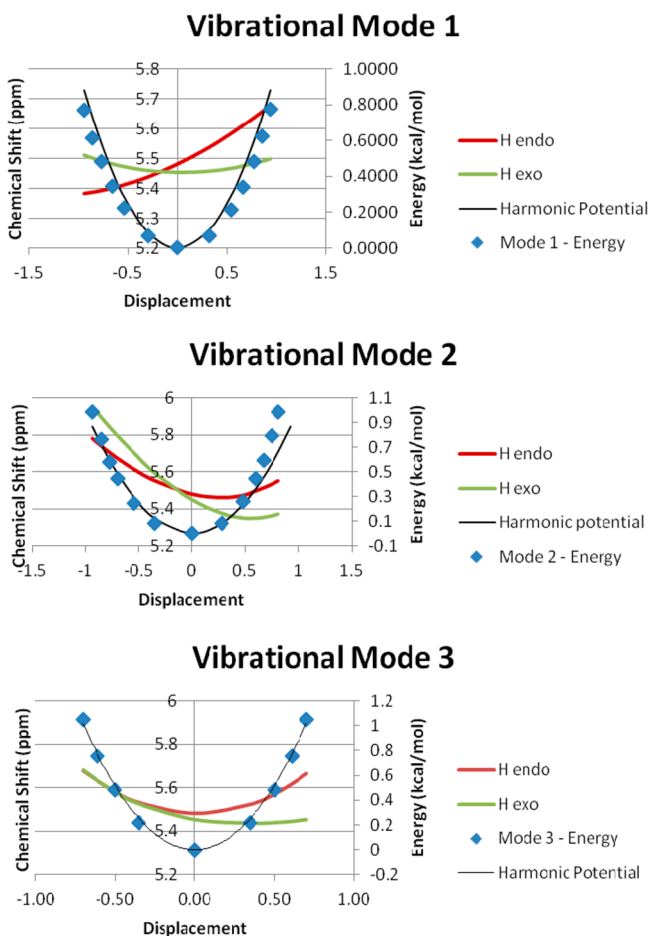 Vibrational Mode 1
Chemical Shift (ppm)
5.8
5.7
5.6
5.5
5.4
5.3
5.2
1.0000
0.8000
0.6000
0.4000
0.2000
0.0000
Energy (kcal/mol)
-1.5
-0.5
0.5
1.5
Displacement
H endo
H exo
Harmonic Potential
Mode 1 - Energy
Vibrational Mode 2
Chemical Shift (ppm)
6
5.8
5.6
5.4
5.2
1.1
0.9
0.7
0.5
0.3
0.1
-0.1
Energy (kcal/mol)
-1.5
-1
-0.5
0
0.5
1
1.5
Displacement
H endo
H exo
Harmonic potential
Mode 2 - Energy
Vibrational Mode 3
Chemical Shift (ppm)
6
5.8
5.6
5.4
5.2
1.2
1
0.8
0.6
0.4
0.2
0
-0.2
Energy (kcal/mol)
-1.00
-0.50
0.00
0.50
1.00
Displacement
H endo
H exo
Mode 3 - Energy
Harmonic Potential